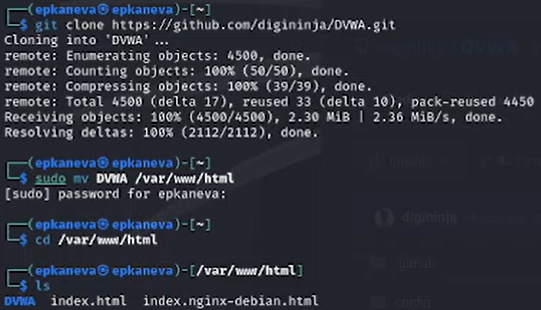 ┌──(epkaneva㉿epkaneva)-[~]
└─$ git clone https://github.com/digininja/DVWA.git
Cloning into 'DVWA'...
remote: Enumerating objects: 4500, done.
remote: Counting objects: 100% (50/50), done.
remote: Compressing objects: 100% (39/39), done.
remote: Total 4500 (delta 17), reused 33 (delta 10), pack-reused 4450
Receiving objects: 100% (4500/4500), 2.30 MiB | 2.36 MiB/s, done.
Resolving deltas: 100% (2112/2112), done.
┌──(epkaneva㉿epkaneva)-[~]
└─$ sudo mv DVWA /var/www/html
[sudo] password for epkaneva:
┌──(epkaneva㉿epkaneva)-[~]
└─$ cd /var/www/html
┌──(epkaneva㉿epkaneva)-[/var/www/html]
└─$ ls
DVWA index.html index.nginx-debian.html
digininja
.github
config